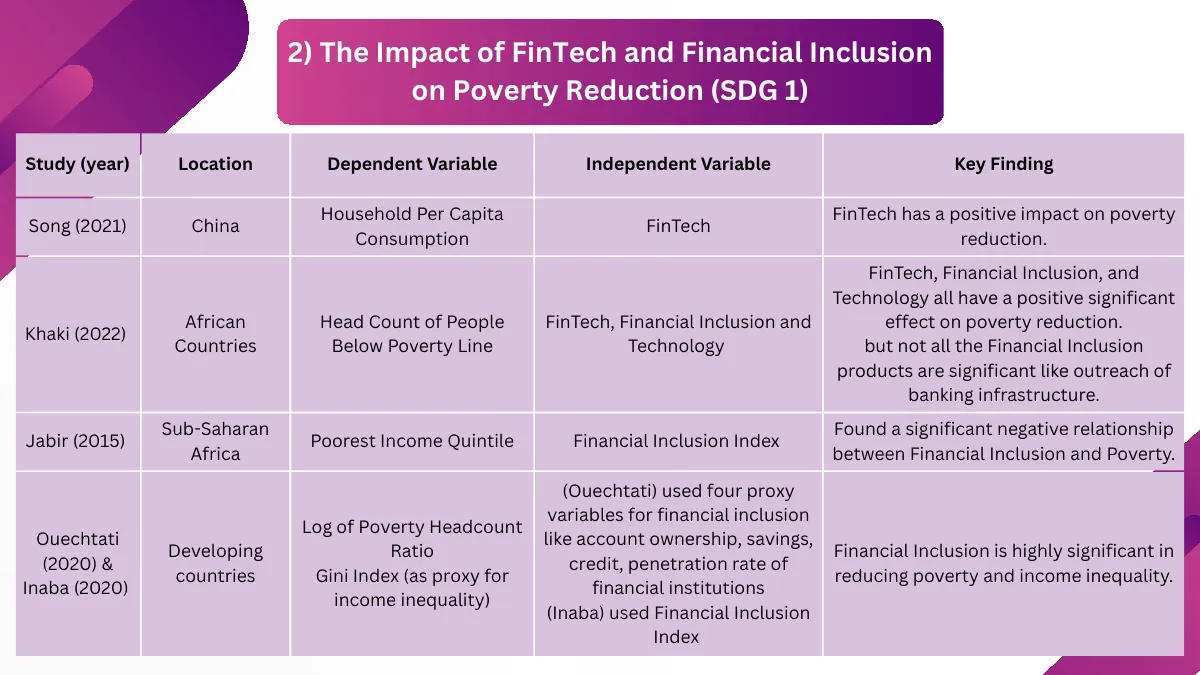 2) The Impact of FinTech and Financial Inclusion
on Poverty Reduction (SDG 1)
Study (year)
Location
Dependent Variable
Independent Variable
Key Finding
Song (2021)
China
Household Per Capita
Consumption
FinTech
FinTech has a positive impact on poverty
reduction.
Khaki (2022)
African
Countries
Head Count of People
Below Poverty Line
FinTech, Financial Inclusion and
Technology
FinTech, Financial Inclusion, and
Technology all have a positive significant
effect on poverty reduction.
but not all the Financial Inclusion
products are significant like outreach of
banking infrastructure.
Jabir (2015)
Sub-Saharan
Africa
Poorest Income Quintile
Financial Inclusion Index
Found a significant negative relationship
between Financial Inclusion and Poverty.
Ouechtati
(2020) &
Inaba (2020)
Developing
countries
Log of Poverty Headcount
Ratio
Gini Index (as proxy for
income inequality)
(Ouechtati) used four proxy
variables for financial inclusion
like account ownership, savings,
credit, penetration rate of
financial institutions
(Inaba) used Financial Inclusion
Index
Financial Inclusion is highly significant in
reducing poverty and income inequality.